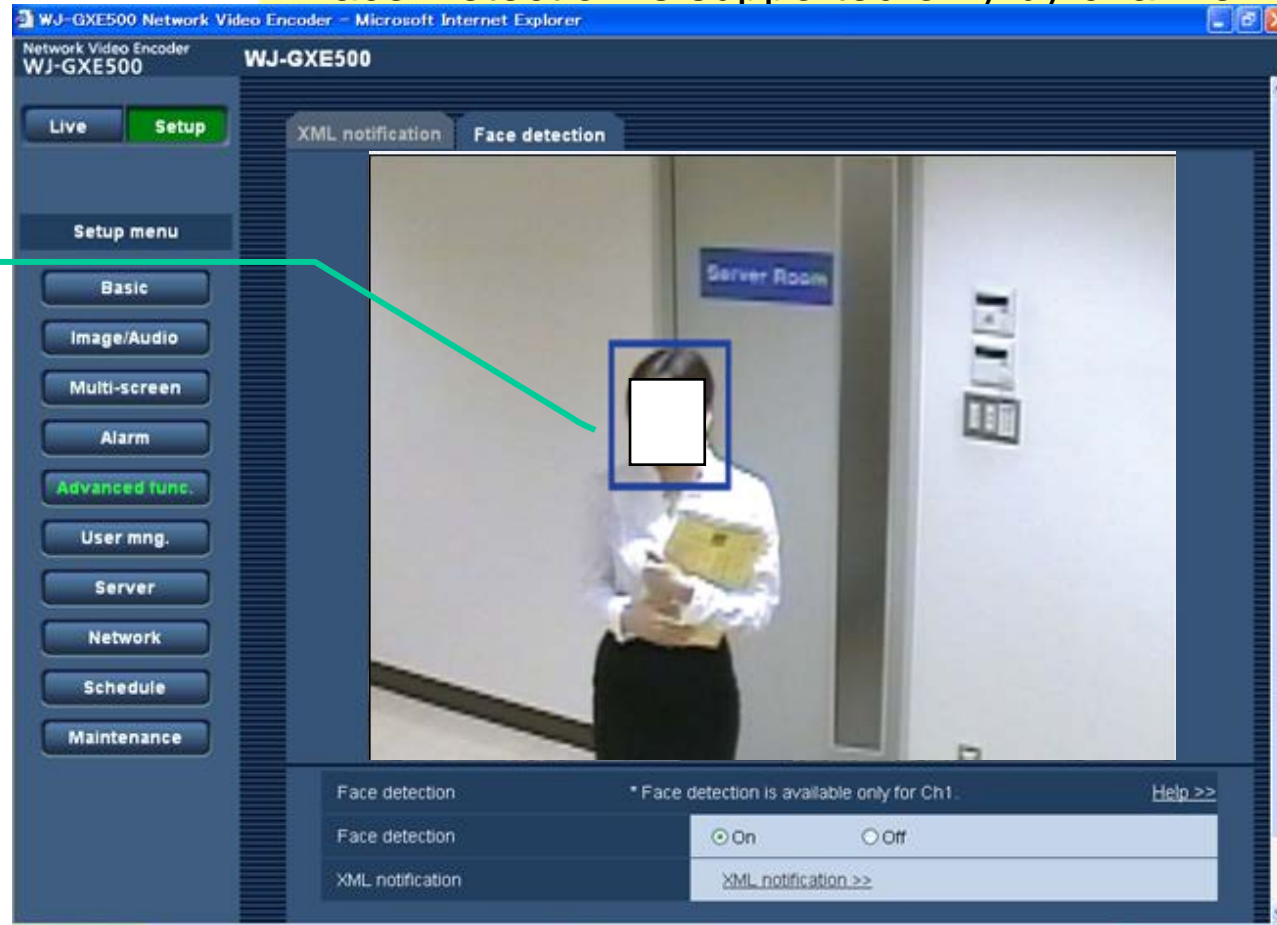 WJ-GXE500 Network Video Encoder - Microsoft Internet Explorer
Network Video Encoder
WJ-GXE500
WJ-GXE500
Live
Setup
XML notification
Face detection
Setup menu
Basic
Image/Audio
Multi-screen
Alarm
Advanced func.
User mng.
Server
Network
Schedule
Maintenance
Server Room
Face detection
* Face detection is available only for Ch1.
Help >>
Face detection
On
Off
XML notification
XML notification >>